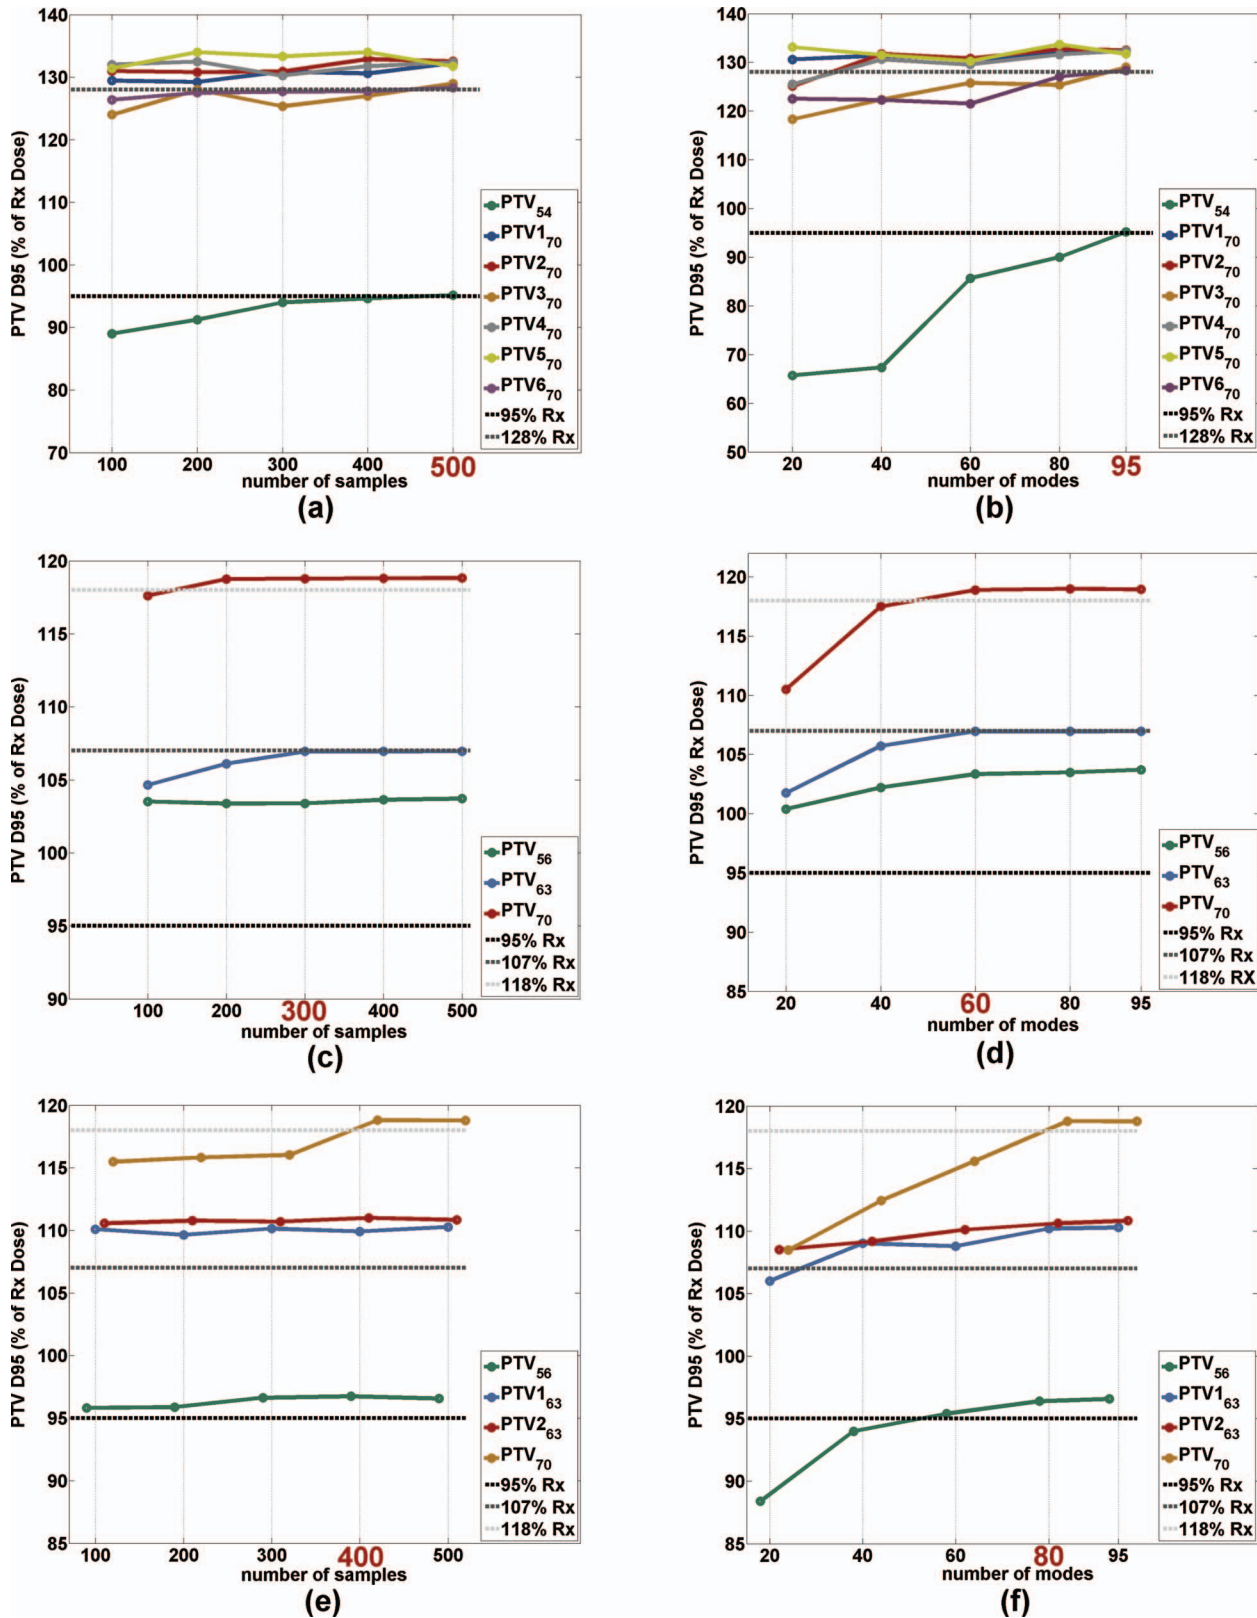 140
130
120
110
100
90
80
70
PTV D95 (% of Rx Dose)
PTV54
PTV170
PTV270
PTV370
PTV470
PTV570
PTV670
95% Rx
128% Rx
100 200 300 400 500
number of samples
(a)
140
130
120
110
100
90
80
70
60
50
PTV D95 (% of Rx Dose)
PTV54
PTV170
PTV270
PTV370
PTV470
PTV570
PTV670
95% Rx
128% Rx
20 40 60 80 95
number of modes
(b)
120
115
110
105
100
95
90
PTV D95 (% of Rx Dose)
PTV56
PTV63
PTV70
95% Rx
107% Rx
118% Rx
100 200 300 400 500
number of samples
(c)
120
115
110
105
100
95
90
85
PTV D95 (% Rx Dose)
PTV56
PTV63
PTV70
95% Rx
107% Rx
118% RX
20 40 60 80 95
number of modes
(d)
120
115
110
105
100
95
90
85
PTV D95 (% of Rx Dose)
PTV56
PTV163
PTV263
PTV70
95% Rx
107% Rx
118% Rx
100 200 300 400 500
number of samples
(e)
120
115
110
105
100
95
90
85
PTV D95 (% of Rx Dose)
PTV56
PTV163
PTV263
PTV70
95% Rx
107% Rx
118% Rx
20 40 60 80 95
number of modes
(f)